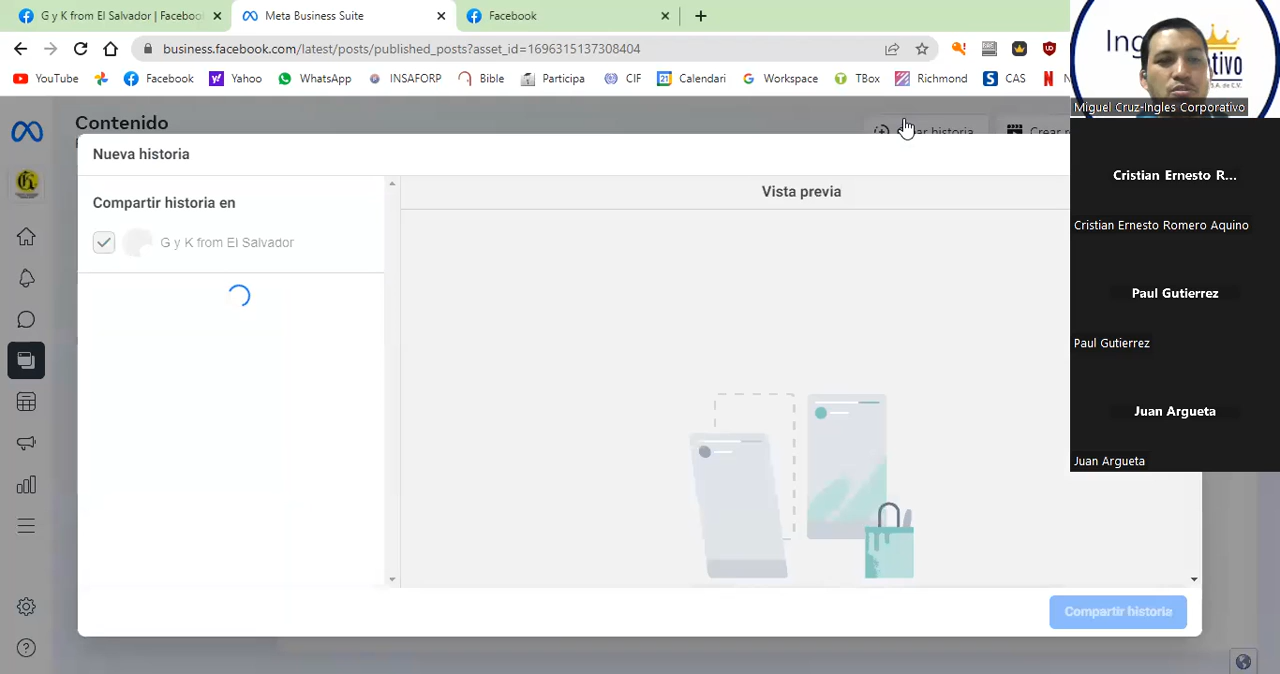 G y K from El Salvador | Facebook
Meta Business Suite
Facebook
business.facebook.com/latest/posts/published_posts?asset_id=1696315137308404
YouTube
Facebook
Yahoo
WhatsApp
INSAFORP
Bible
Participa
CIF
Calendari
Workspace
TBox
Richmond
CAS
Miguel Cruz-Ingles Corporativo
Contenido
historia
Crear
Nueva historia
Compartir historia en
G y K from El Salvador
Vista previa
Cristian Ernesto R...
Cristian Ernesto Romero Aquino
Paul Gutierrez
Paul Gutierrez
Juan Argueta
Juan Argueta
Compartir historia